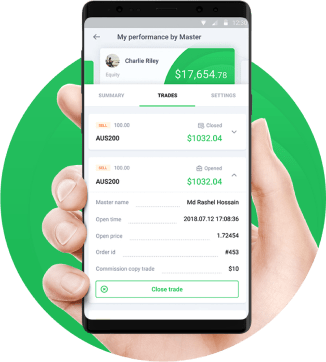 12:30
My performance by Master
Charlie Riley
Equity
$17,654.78
SUMMARY TRADES SETTINGS
SELL 100.00 Closed
AUS200 $1032.04
SELL 100.00 Opened
AUS200 $1032.04
Master name Md Rashel Hossain
Open time 2018.07.12 17:08:36
Open price 1.72454
Order id #453
Commission copy trade $10
Close trade